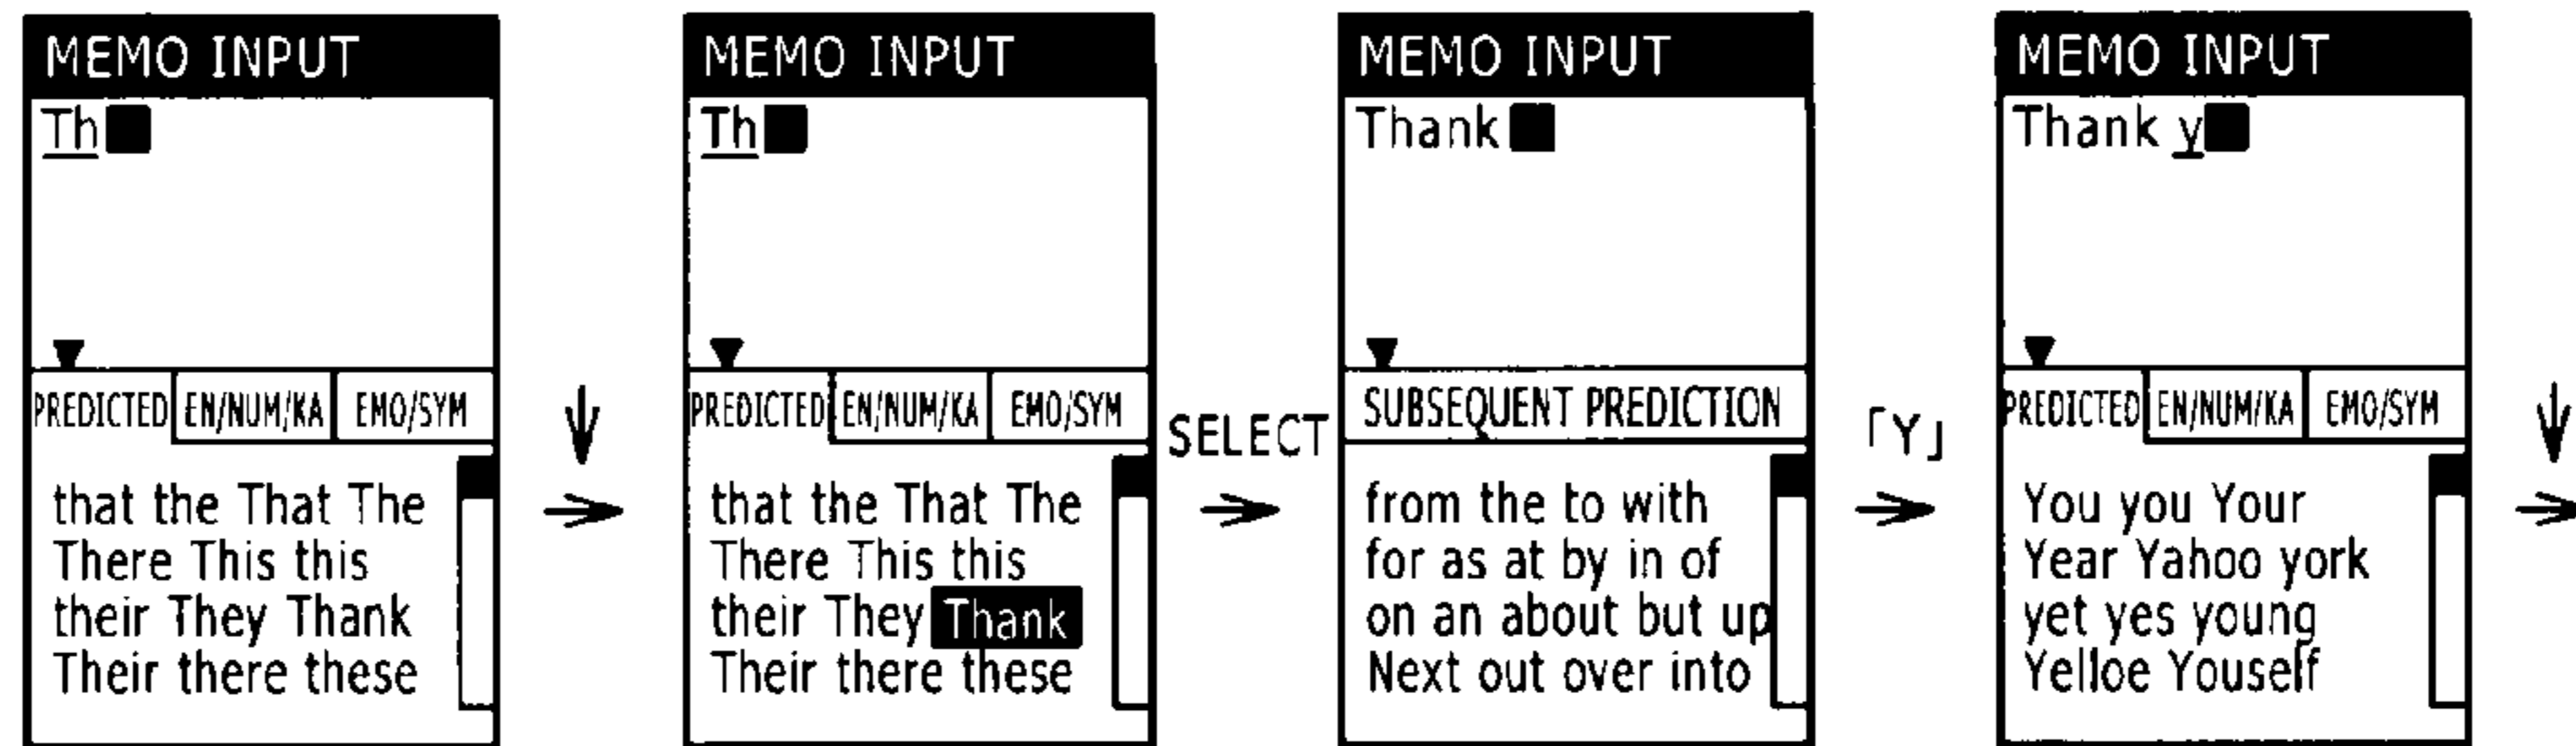 MEMO INPUT
Th
PREDICTED EN/NUM/KA EMO/SYM
that the That The
There This this
their They Thank
Their there these
↓
→
MEMO INPUT
Th
PREDICTED EN/NUM/KA EMO/SYM
that the That The
There This this
their They Thank
Their there these
SELECT
→
MEMO INPUT
Thank
SUBSEQUENT PREDICTION
from the to with
for as at by in of
on an about but up
Next out over into
「Y」
→
MEMO INPUT
Thank y
PREDICTED EN/NUM/KA EMO/SYM
You you Your
Year Yahoo york
yet yes young
Yelloe Youself
↓
→